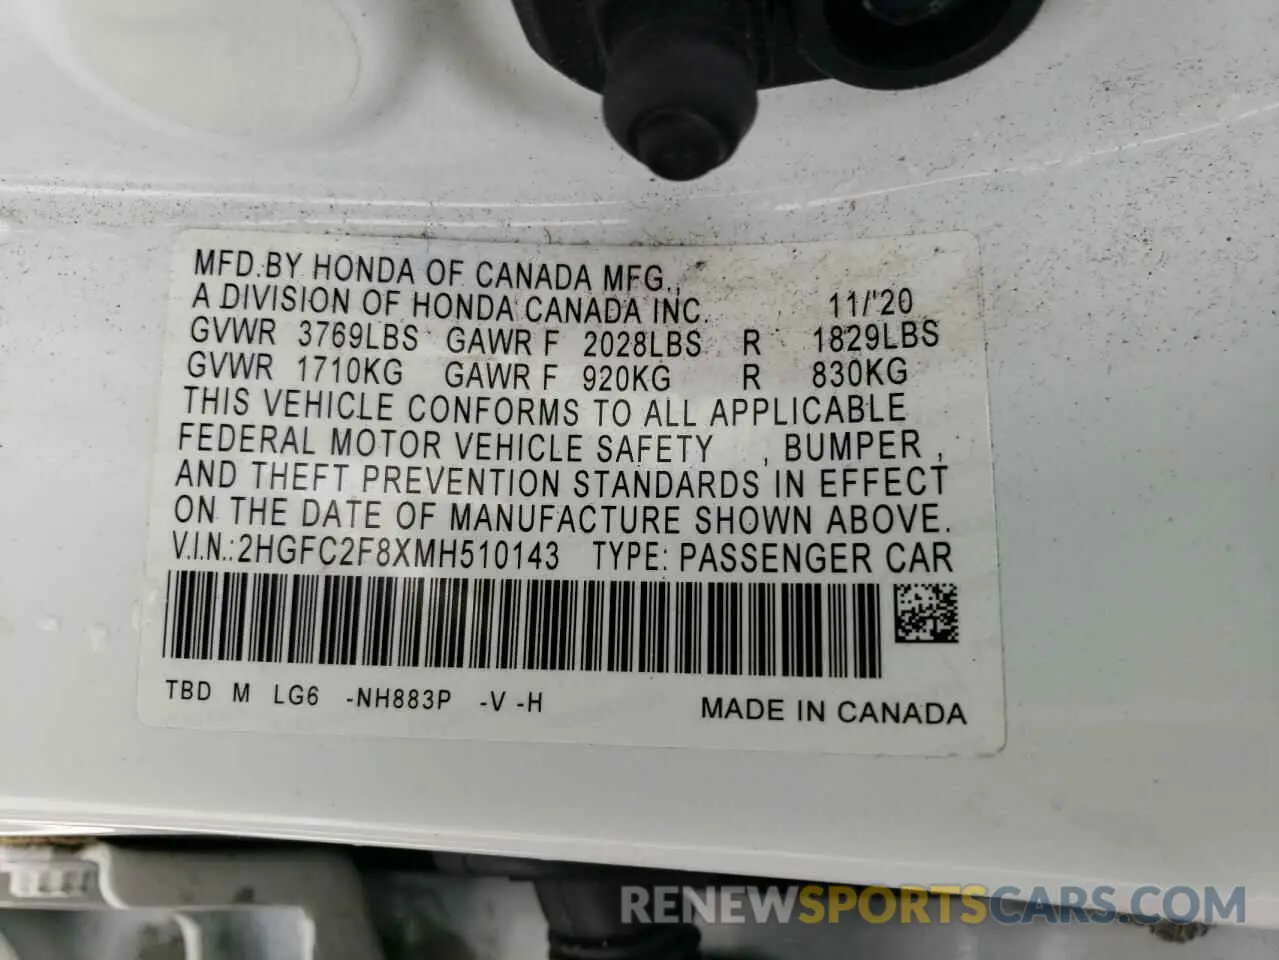 MFD. BY HONDA OF CANADA MFG.,
A DIVISION OF HONDA CANADA INC. 11/'20
GVWR 3769LBS GAWR F 2028LBS R 1829LBS
GVWR 1710KG GAWR F 920KG R 830KG
THIS VEHICLE CONFORMS TO ALL APPLICABLE
FEDERAL MOTOR VEHICLE SAFETY , BUMPER ,
AND THEFT PREVENTION STANDARDS IN EFFECT
ON THE DATE OF MANUFACTURE SHOWN ABOVE.
V.I.N.: 2HGFC2F8XMH510143 TYPE: PASSENGER CAR
TBD M LG6 -NH883P -V -H MADE IN CANADA
RENEWSPORTSCARS.COM